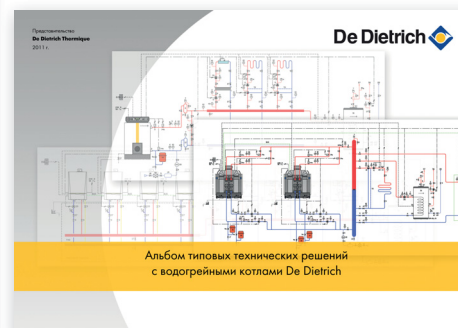 Представительство
De Dietrich Thermique
2011 г.
De Dietrich
Альбом типовых технических решений
с водогрейными котлами De Dietrich